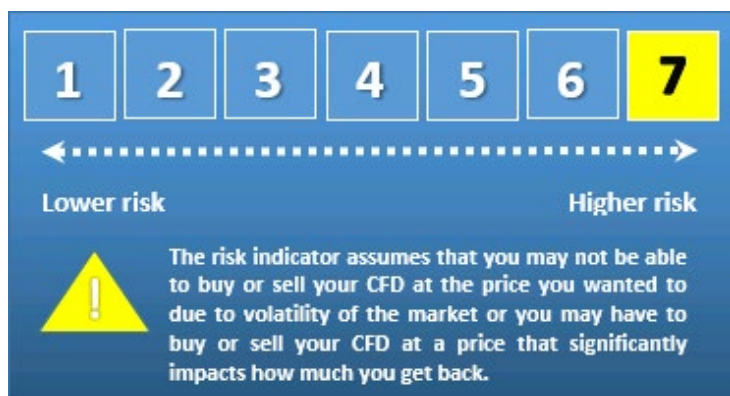 1 2 3 4 5 6 7
Lower risk Higher risk
!
The risk indicator assumes that you may not be able
to buy or sell your CFD at the price you wanted to
due to volatility of the market or you may have to
buy or sell your CFD at a price that significantly
impacts how much you get back.